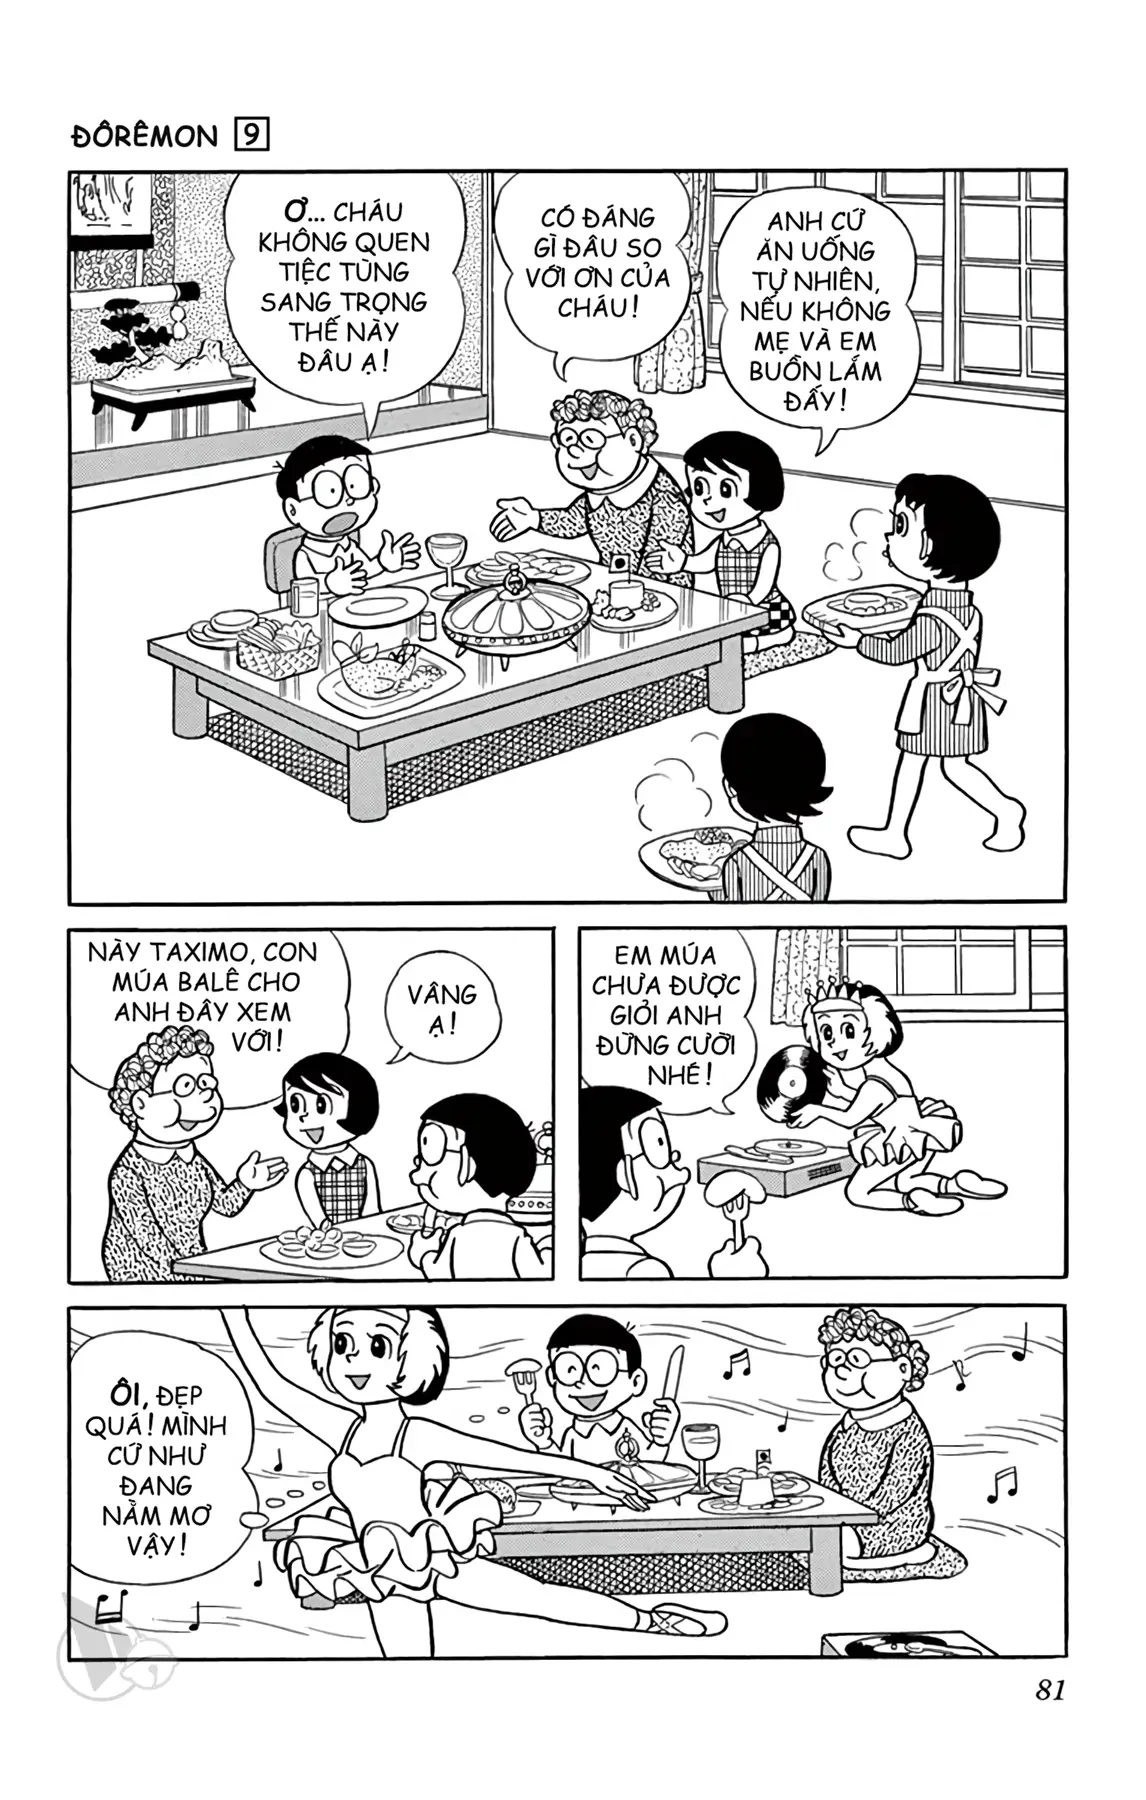 ĐÔRÊMON 9
Ơ... CHÁU
KHÔNG QUEN
TIỆC TÙNG
SANG TRỌNG
THẾ NÀY
ĐÂU Ạ!
CÓ ĐÁNG
GÌ ĐÂU SO
VỚI ƠN CỦA
CHÁU!
ANH CỨ
ĂN UỐNG
TỰ NHIÊN,
NẾU KHÔNG
MẸ VÀ EM
BUỒN LẮM
ĐẤY!
NÀY TAXIMO, CON
MÚA BALÊ CHO
ANH ĐÂY XEM
VỚI!
VÂNG
Ạ!
EM MÚA
CHƯA ĐƯỢC
GIỎI ANH
ĐỪNG CƯỜI
NHÉ!
ÔI, ĐẸP
QUÁ! MÌNH
CỨ NHƯ
ĐANG
NẰM MƠ
VẬY!
81